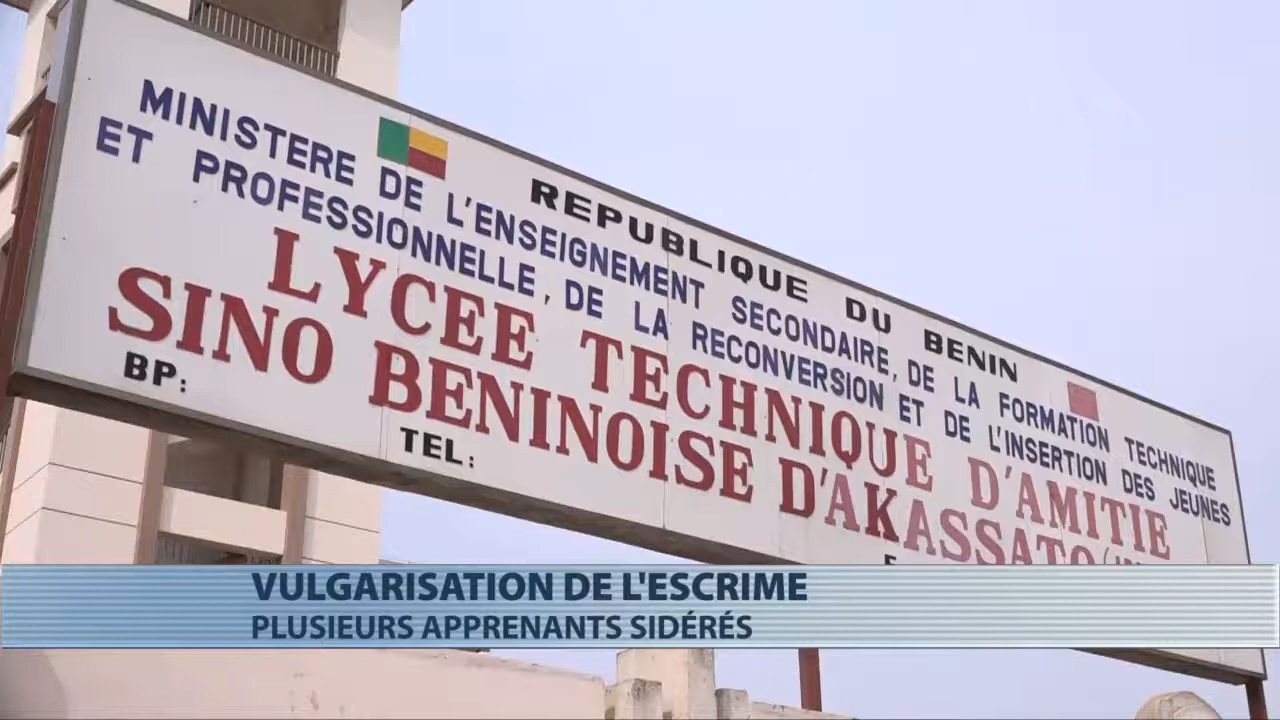 REPUBLIQUE DU BENIN
MINISTERE DE L'ENSEIGNEMENT SECONDAIRE, DE LA FORMATION TECHNIQUE
ET PROFESSIONNELLE, DE LA RECONVERSION ET DE L'INSERTION DES JEUNES
LYCEE TECHNIQUE D'AMITIE
SINO BENINOISE D'AKASSATO
BP:
TEL:
VULGARISATION DE L'ESCRIME
PLUSIEURS APPRENANTS SIDÉRÉS